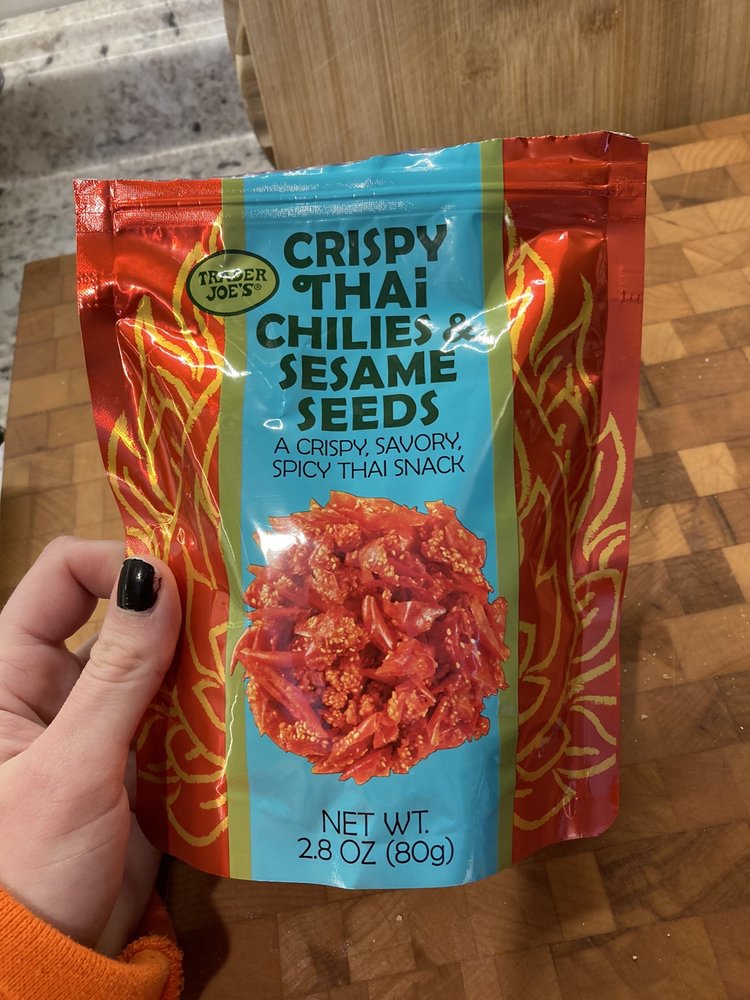 TRADER
JOE'S®
CRISPY
THAi
CHILIES &
SESAME
SEEDS
A CRISPY, SAVORY,
SPICY THAI SNACK
NET WT.
2.8 OZ (80g)